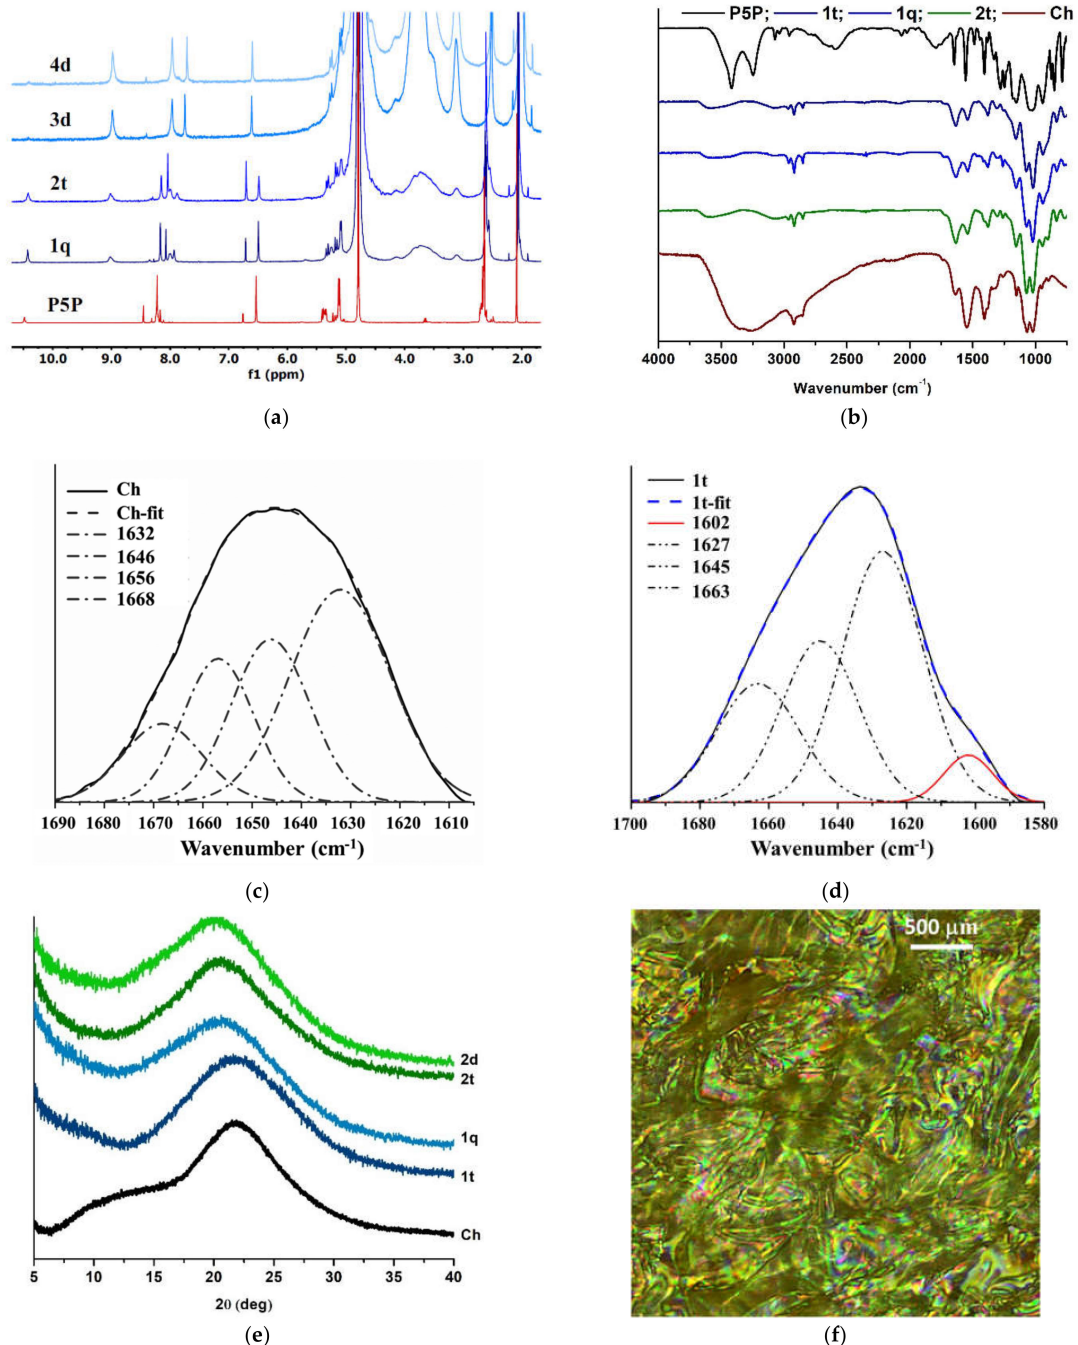 4d
3d
2t
1q
P5P
10.0 9.0 8.0 7.0 6.0 5.0 4.0 3.0 2.0
f1 (ppm)
(a)
P5P; 1t; 1q; 2t; Ch
4000 3500 3000 2500 2000 1500 1000
Wavenumber (cm-1)
(b)
Ch
Ch-fit
1632
1646
1656
1668
1690 1680 1670 1660 1650 1640 1630 1620 1610
Wavenumber (cm-1)
(c)
1t
1t-fit
1602
1627
1645
1663
1700 1680 1660 1640 1620 1600 1580
Wavenumber (cm-1)
(d)
2d
2t
1q
1t
Ch
5 10 15 20 25 30 35 40
2θ (deg)
(e)
500 μm
(f)